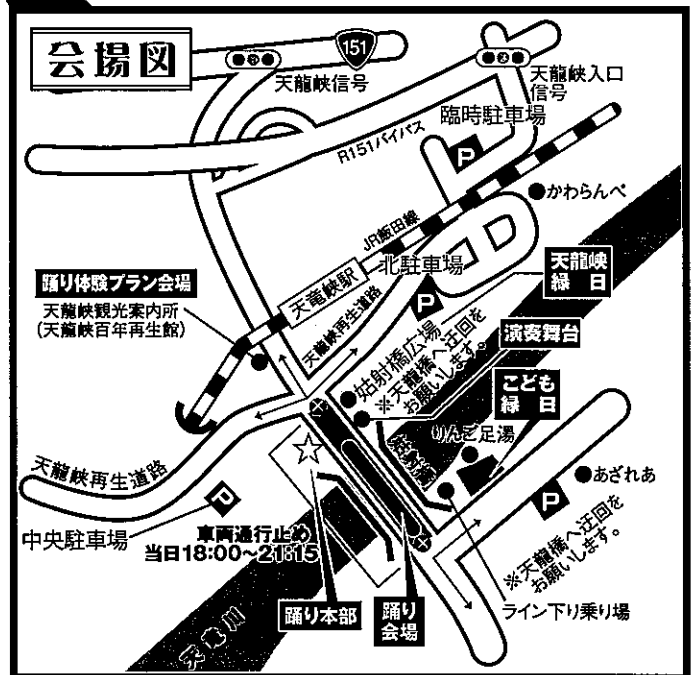 会場図
151
天龍峡信号
天龍峡入口
信号
臨時駐車場
P
R151バイパス
かわらんべ
JR飯田線
北駐車場
P
天竜峡駅
天龍峡再生道路
踊り体験プラン会場
天龍峡観光案内所
(天龍峡百年再生館)
天龍峡
縁日
演奏舞台
姑射橋広場
※天龍橋へ迂回を
お願いします。
こども
縁日
りんご足湯
姑射橋
あざれあ
P
天龍峡再生道路
P
中央駐車場
車両通行止め
当日18:00~21:15
※天龍橋へ迂回を
お願いします。
ライン下り乗り場
踊り本部
踊り
会場
天竜川